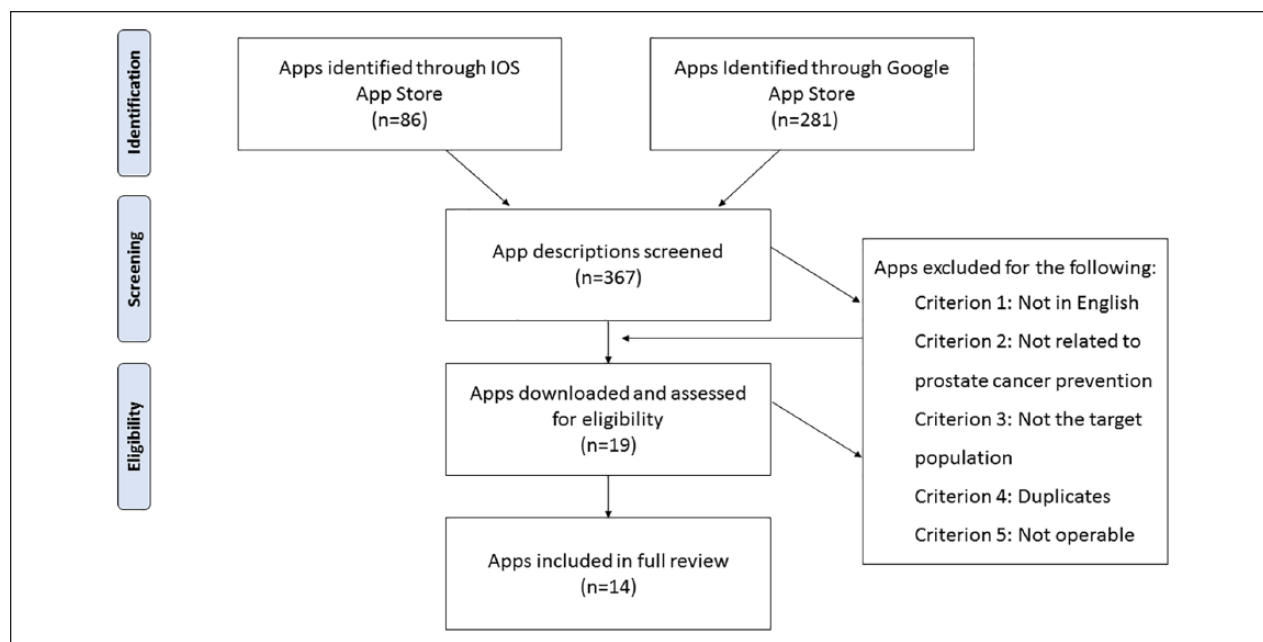 Identification
Apps identified through IOS
App Store
(n=86)
Apps Identified through Google
App Store
(n=281)
Screening
App descriptions screened
(n=367)
Apps excluded for the following:
Criterion 1: Not in English
Criterion 2: Not related to
prostate cancer prevention
Criterion 3: Not the target
population
Criterion 4: Duplicates
Criterion 5: Not operable
Eligibility
Apps downloaded and assessed
for eligibility
(n=19)
Apps included in full review
(n=14)